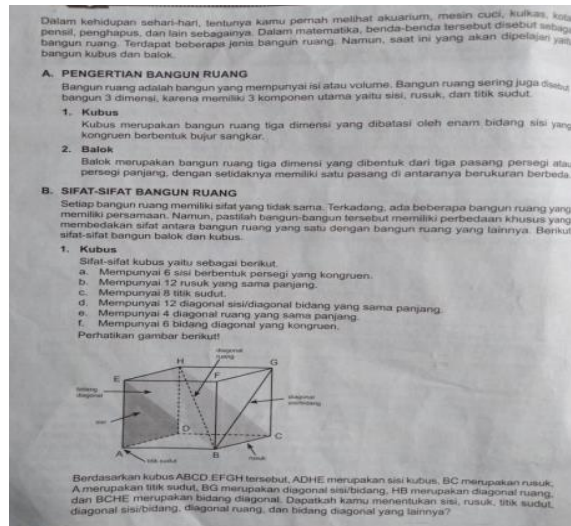 Dalam kehidupan sehari-hari, tentunya kamu pernah melihat akuarium, mesin cuci, kulkas,
pensil, penghapus, dan lain sebagainya. Dalam matematika, benda-benda tersebut disebut
bangun ruang. Terdapat beberapa jenis bangun ruang. Namun, saat ini yang akan dipelajari
bangun kubus dan balok.
A. PENGERTIAN BANGUN RUANG
Bangun ruang adalah bangun yang mempunyai isi atau volume. Bangun ruang sering juga disebut
bangun 3 dimensi, karena memiliki 3 komponen utama yaitu sisi, rusuk, dan titik sudut.
1. Kubus
Kubus merupakan bangun ruang tiga dimensi yang dibatasi oleh enam bidang sisi yang
kongruen berbentuk bujur sangkar.
2. Balok
Balok merupakan bangun ruang tiga dimensi yang dibentuk dari tiga pasang persegi atau
persegi panjang, dengan setidaknya memiliki satu pasang di antaranya berukuran berbeda.
B. SIFAT-SIFAT BANGUN RUANG
Setiap bangun ruang memiliki sifat yang tidak sama. Terkadang, ada beberapa bangun ruang yang
memiliki persamaan. Namun, pastilah bangun-bangun tersebut memiliki perbedaan khusus yang
membedakan sifat antara bangun ruang yang satu dengan bangun ruang yang lainnya. Berikut
sifat-sifat bangun balok dan kubus.
1. Kubus
Sifat-sifat kubus yaitu sebagai berikut.
a. Mempunyai 6 sisi berbentuk persegi yang kongruen.
b. Mempunyai 12 rusuk yang sama panjang.
c. Mempunyai 8 titik sudut.
d. Mempunyai 12 diagonal sisi/diagonal bidang yang sama panjang.
e. Mempunyai 4 diagonal ruang yang sama panjang.
f. Mempunyai 6 bidang diagonal yang kongruen.
Perhatikan gambar berikut!
diagonal
ruang
H
G
E
F
bidang
diagonal
diagonal
sisi/bidang
sisi
D
C
A
B
titik sudut
rusuk
Berdasarkan kubus ABCD.EFGH tersebut, ADHE merupakan sisi kubus, BC merupakan rusuk,
A merupakan titik sudut, BG merupakan diagonal sisi/bidang, HB merupakan diagonal ruang,
dan BCHE merupakan bidang diagonal. Dapatkah kamu menentukan sisi, rusuk, titik sudut,
diagonal sisi/bidang, diagonal ruang, dan bidang diagonal yang lainnya?